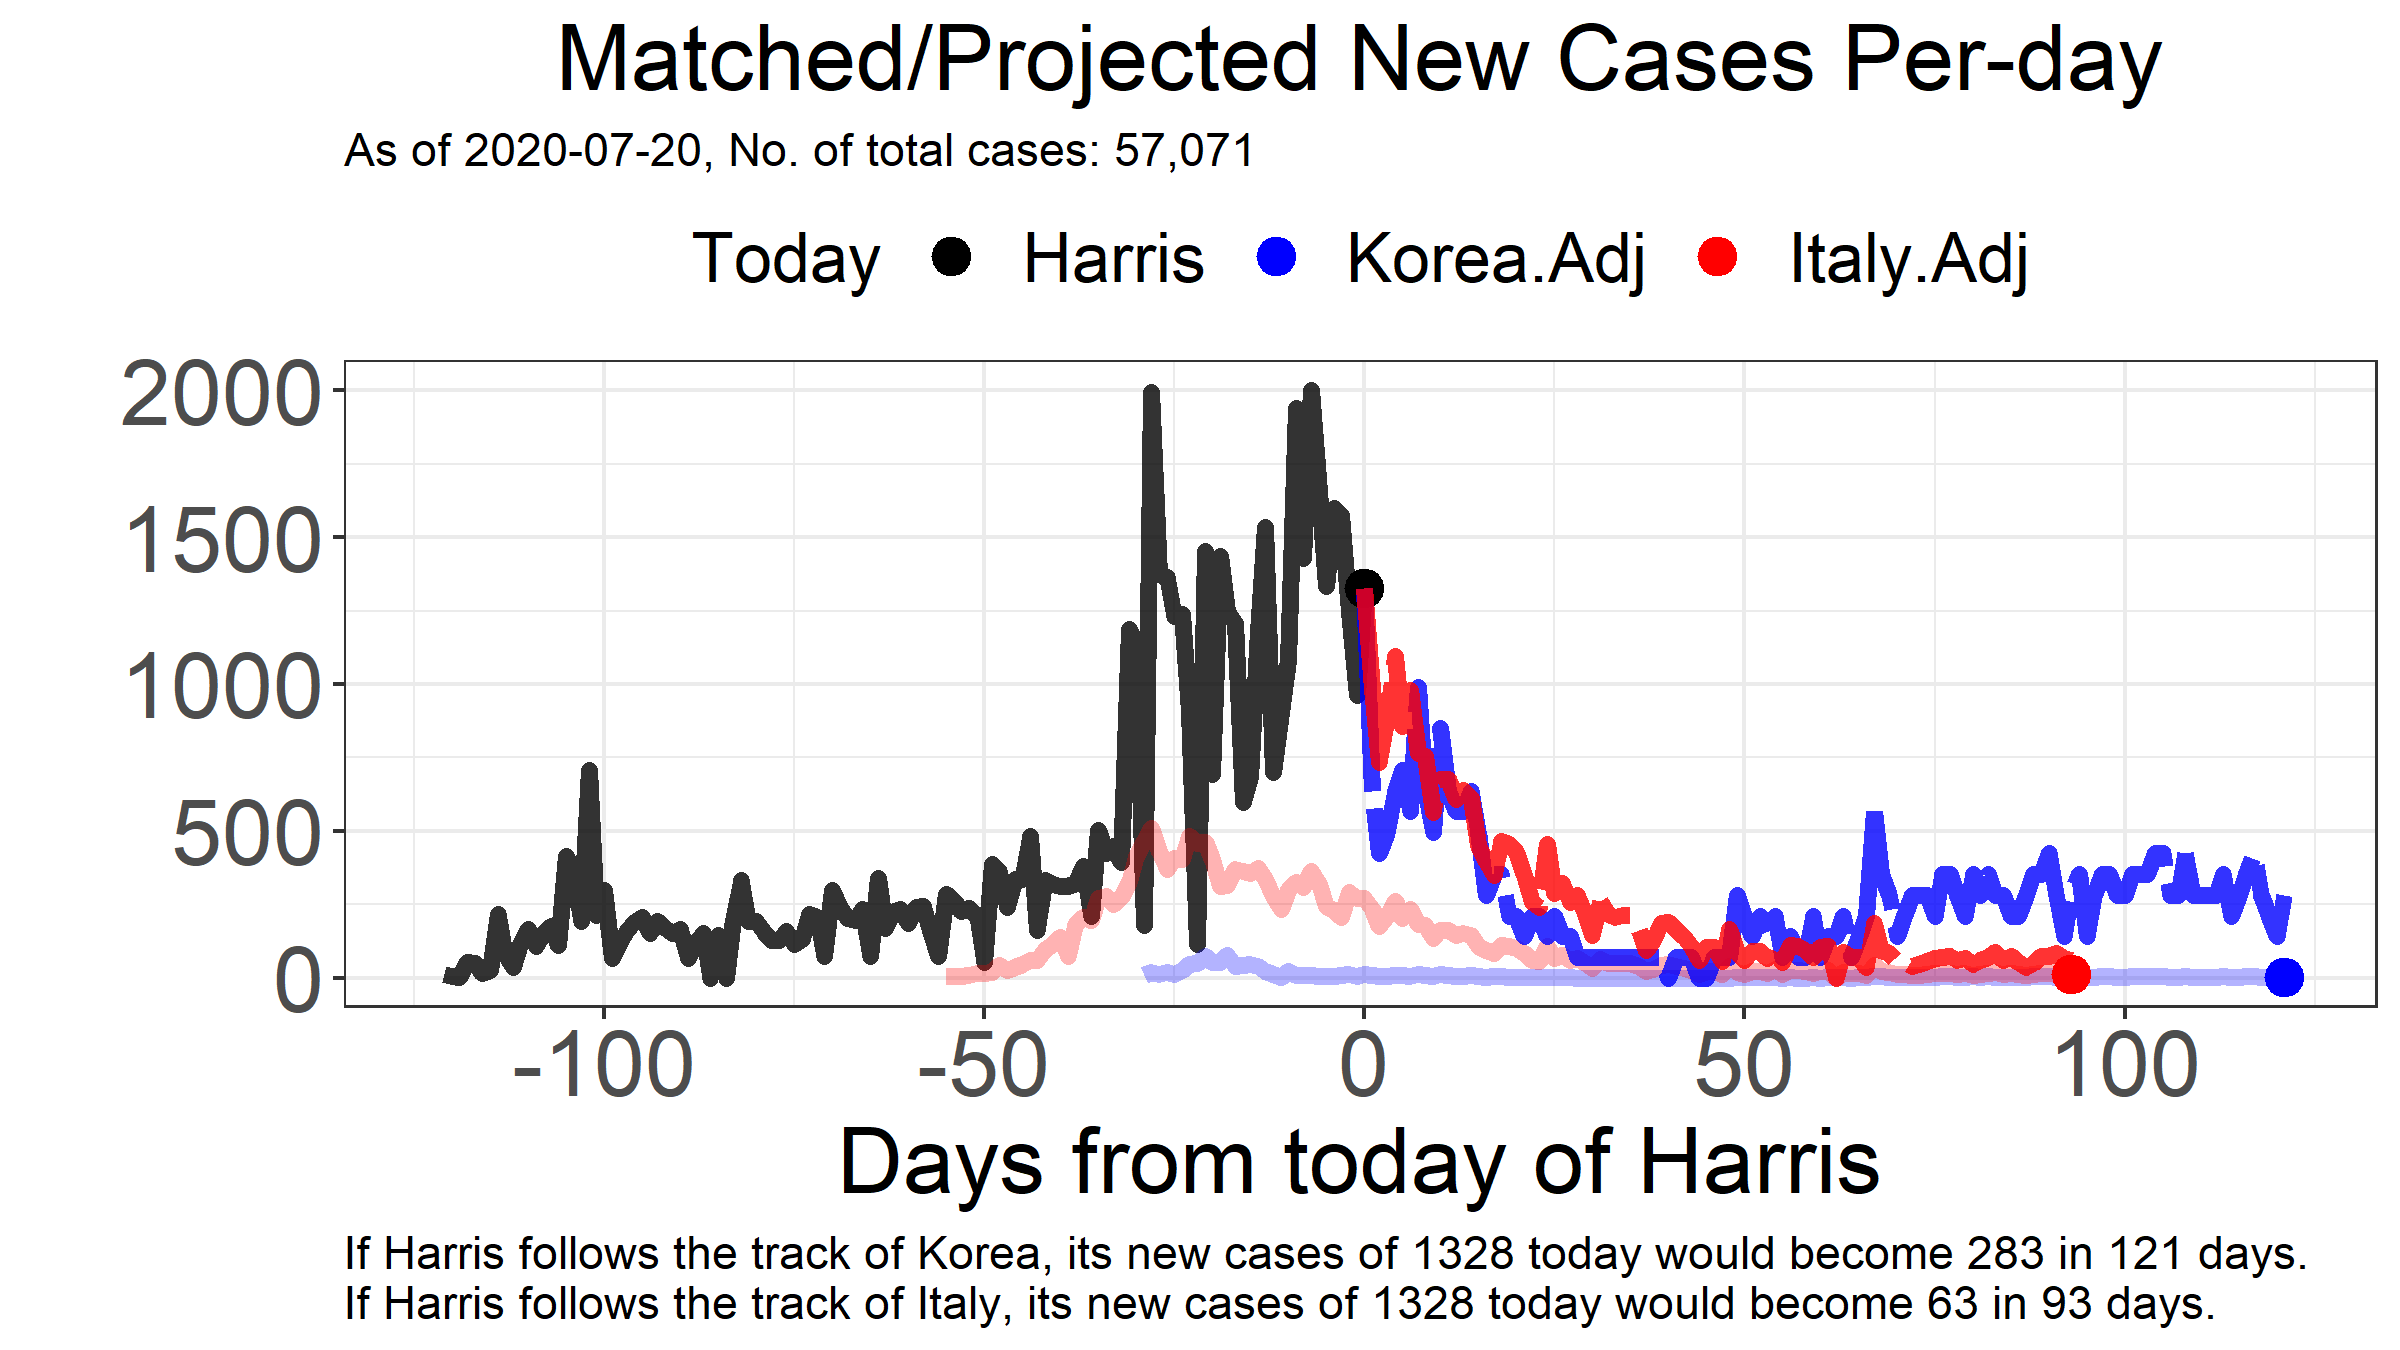 Matched/Projected New Cases Per-day
As of 2020-07-20, No. of total cases: 57,071
Today Harris Korea.Adj Italy.Adj
2000
1500
1000
500
0
-100 -50 0 50 100
Days from today of Harris
If Harris follows the track of Korea, its new cases of 1328 today would become 283 in 121 days.
If Harris follows the track of Italy, its new cases of 1328 today would become 63 in 93 days.